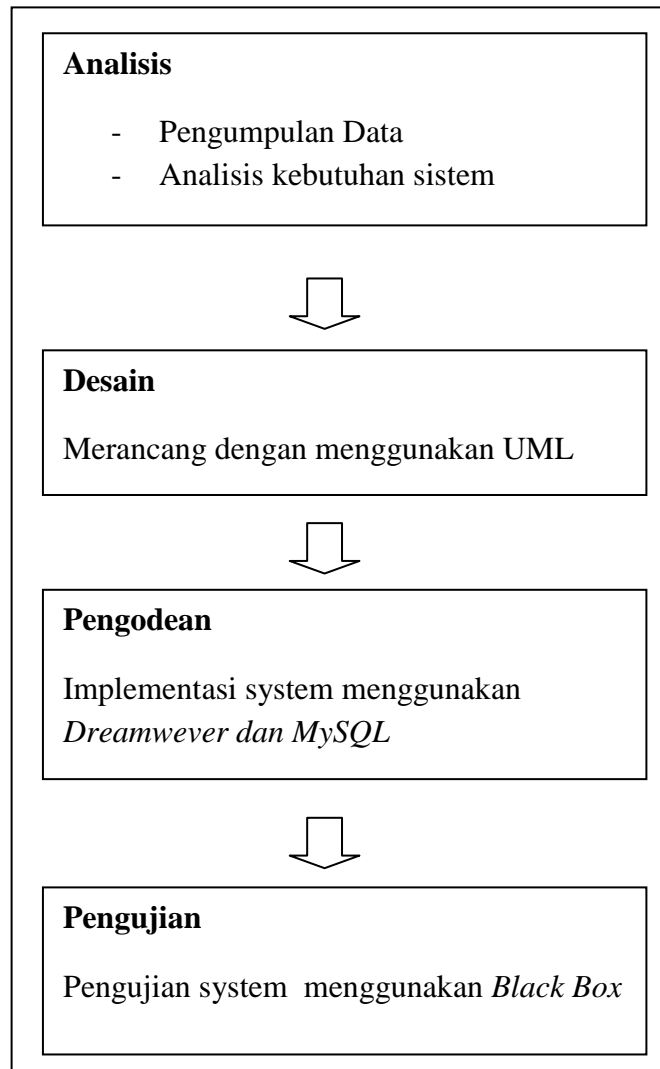 Analisis
- Pengumpulan Data
- Analisis kebutuhan sistem
Desain
Merancang dengan menggunakan UML
Pengodean
Implementasi system menggunakan
Dreamwever dan MySQL
Pengujian
Pengujian system menggunakan Black Box